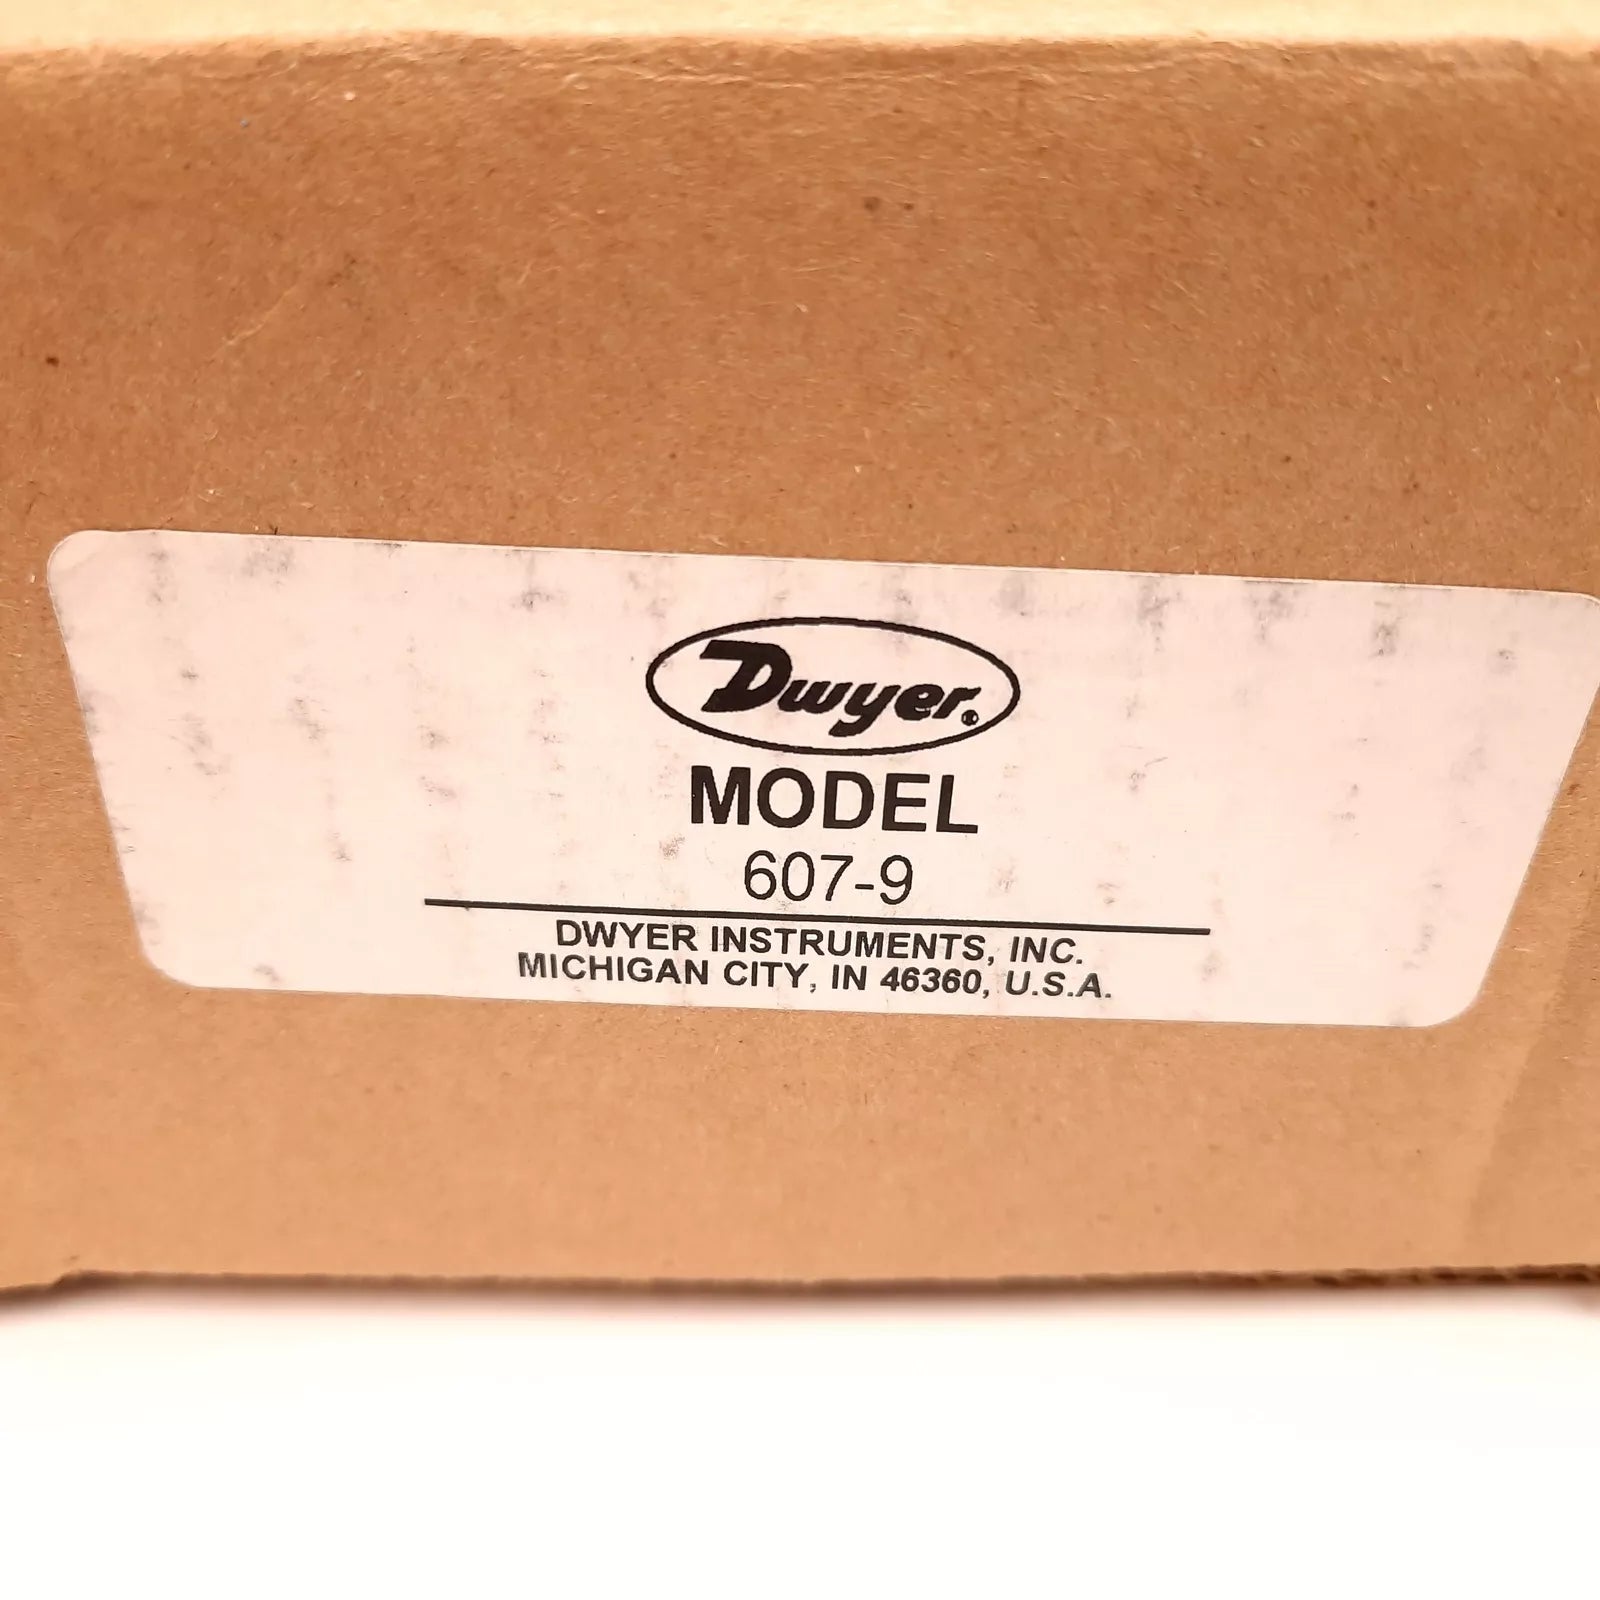 Dwyer®
MODEL
607-9
DWYER INSTRUMENTS, INC.
MICHIGAN CITY, IN 46360, U.S.A.